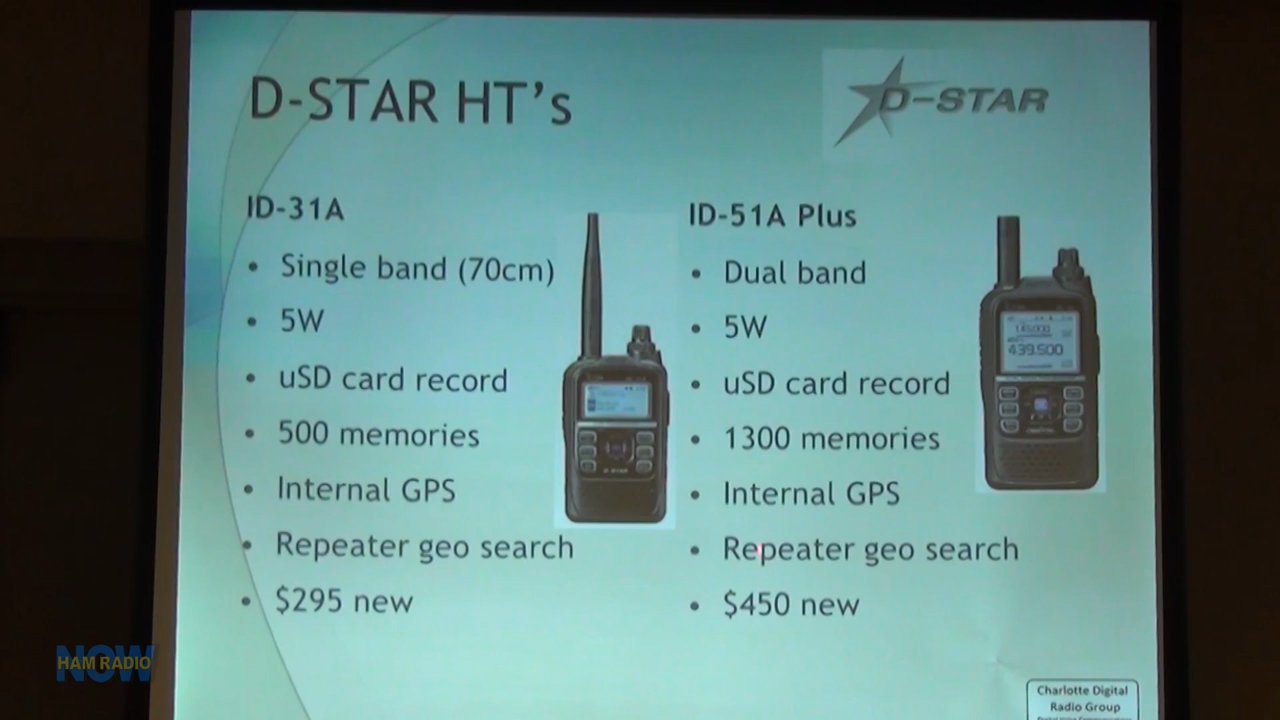 D-STAR HT's
D-STAR
ID-31A
• Single band (70cm)
• 5W
• uSD card record
• 500 memories
• Internal GPS
• Repeater geo search
• $295 new
ID-51A Plus
• Dual band
• 5W
• uSD card record
• 1300 memories
• Internal GPS
• Repeater geo search
• $450 new
439.500
NOW
HAM RADIO
Charlotte Digital
Radio Group